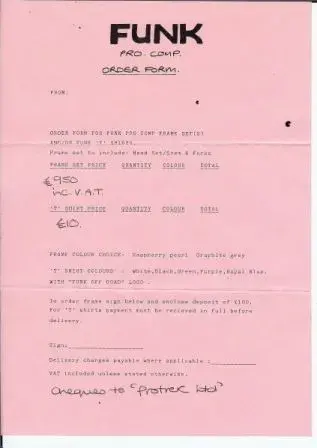 FUNK
PRO. COMP.
ORDER FORM.
FROM:
ORDER FORM FOR FUNK PRO COMP FRAME SET(S)
AND/OR FUNK 'T' SHIRTS.
Frame set to include: Head Set/Stem & Forks
FRAME SET PRICE QUANTITY COLOUR TOTAL
£950
inc. V.A.T.
'T' SHIRT PRICE QUANTITY COLOUR TOTAL
£10.
FRAME COLOUR CHOICE: Raspberry pearl Graphite grey
'T' SHIRT COLOURS - White,Black,Green,Purple,Royal Blue.
WITH "FUNK OFF ROAD" LOGO .
To order frame sign below and enclose deposit of £100.
For 'T' shirts payment must be recieved in full before
delivery.
Sign:
Delivery charges payable where applicable :
VAT included unless stated otherwise.
cheques to "protrek ltd"